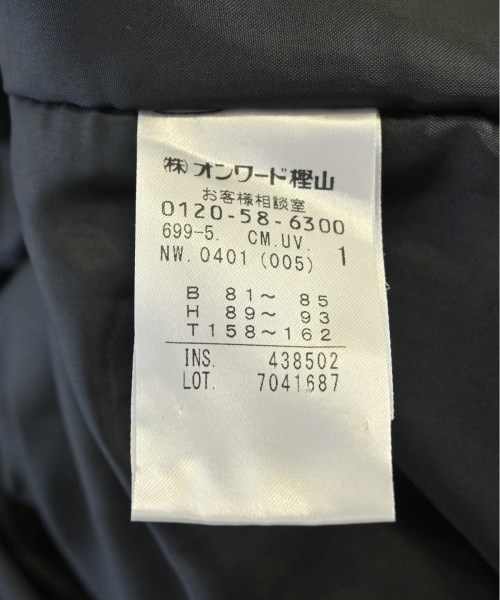 (株)オンワード樫山
お客様相談室
0120-58-6300
699-5. CM.UV. 1
NW.0401(005)
B 81〜 85
H 89〜 93
T158〜162
INS. 438502
LOT. 7041687